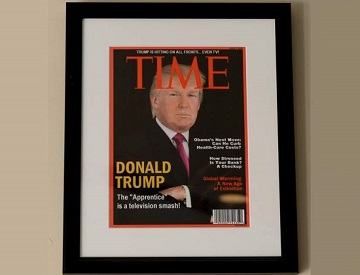 TRUMP IS HITTING ON ALL FRONTS... EVEN TV!
TIME
Obama's Next Move:
Can He Curb
Health-Care Costs?
How Stressed
Is Your Bank?
A Checkup
Global Warming:
A New Age
of Extinction
DONALD
TRUMP
The "Apprentice"
is a television smash!